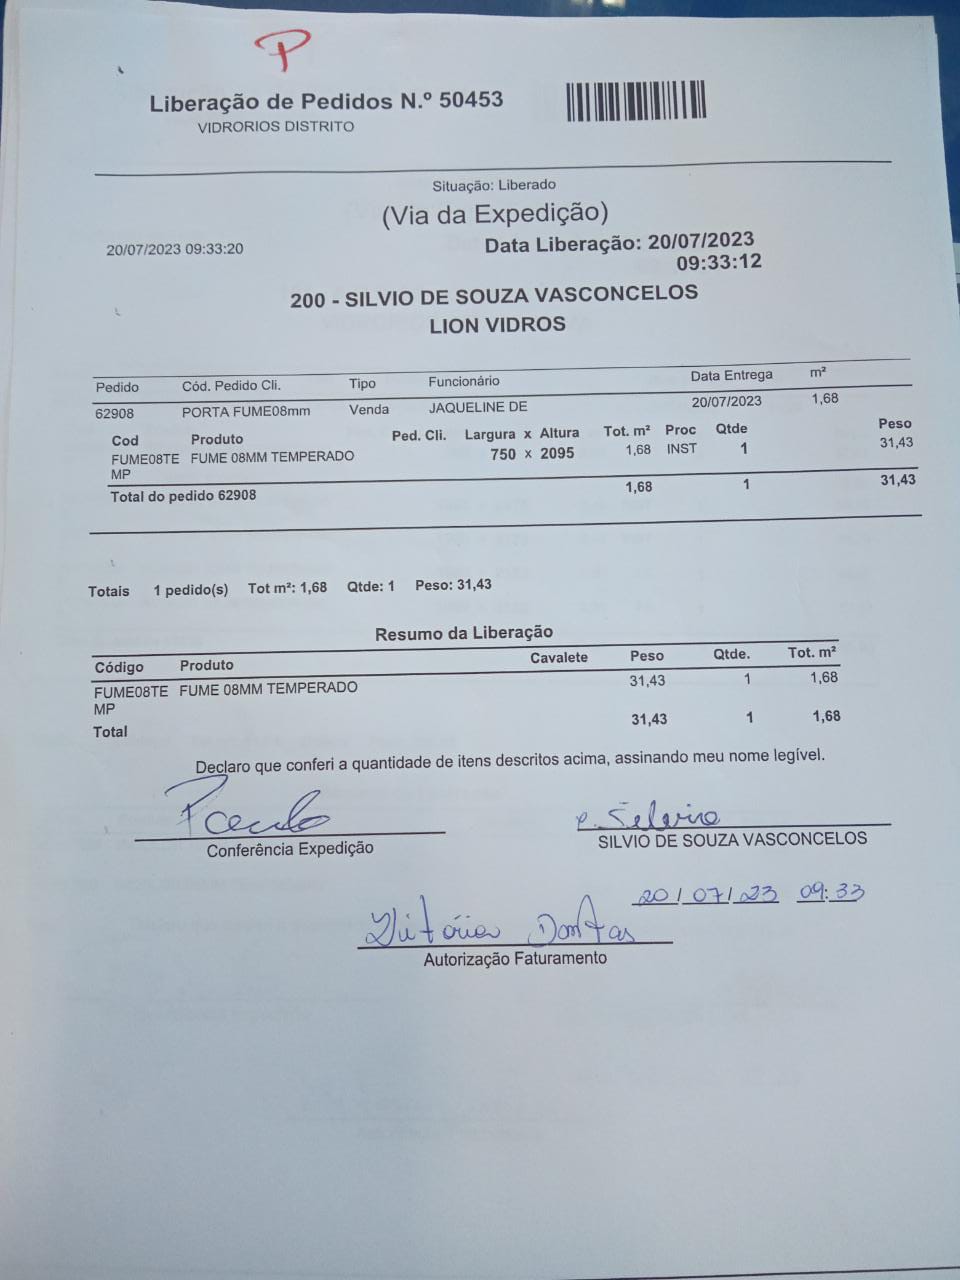 P
Liberação de Pedidos N.º 50453
VIDRORIOS DISTRITO
Situação: Liberado
(Via da Expedição)
20/07/2023 09:33:20
Data Liberação: 20/07/2023
09:33:12
200 - SILVIO DE SOUZA VASCONCELOS
LION VIDROS
Pedido Cód. Pedido Cli. Tipo Funcionário Data Entrega m²
62908 PORTA FUME08mm Venda JAQUELINE DE 20/07/2023 1,68
Cod Produto Ped. Cli. Largura x Altura Tot. m² Proc Qtde Peso
FUME08TE FUME 08MM TEMPERADO 750 x 2095 1,68 INST 1 31,43
MP
Total do pedido 62908 1,68 1 31,43
Totais 1 pedido(s) Tot m²: 1,68 Qtde: 1 Peso: 31,43
Resumo da Liberação
Código Produto Cavalete Peso Qtde. Tot. m²
FUME08TE FUME 08MM TEMPERADO 31,43 1 1,68
MP
Total 31,43 1 1,68
Declaro que conferi a quantidade de itens descritos acima, assinando meu nome legível.
Conferência Expedição
SILVIO DE SOUZA VASCONCELOS
20/07/23 09:33
Vitória Dantas
Autorização Faturamento